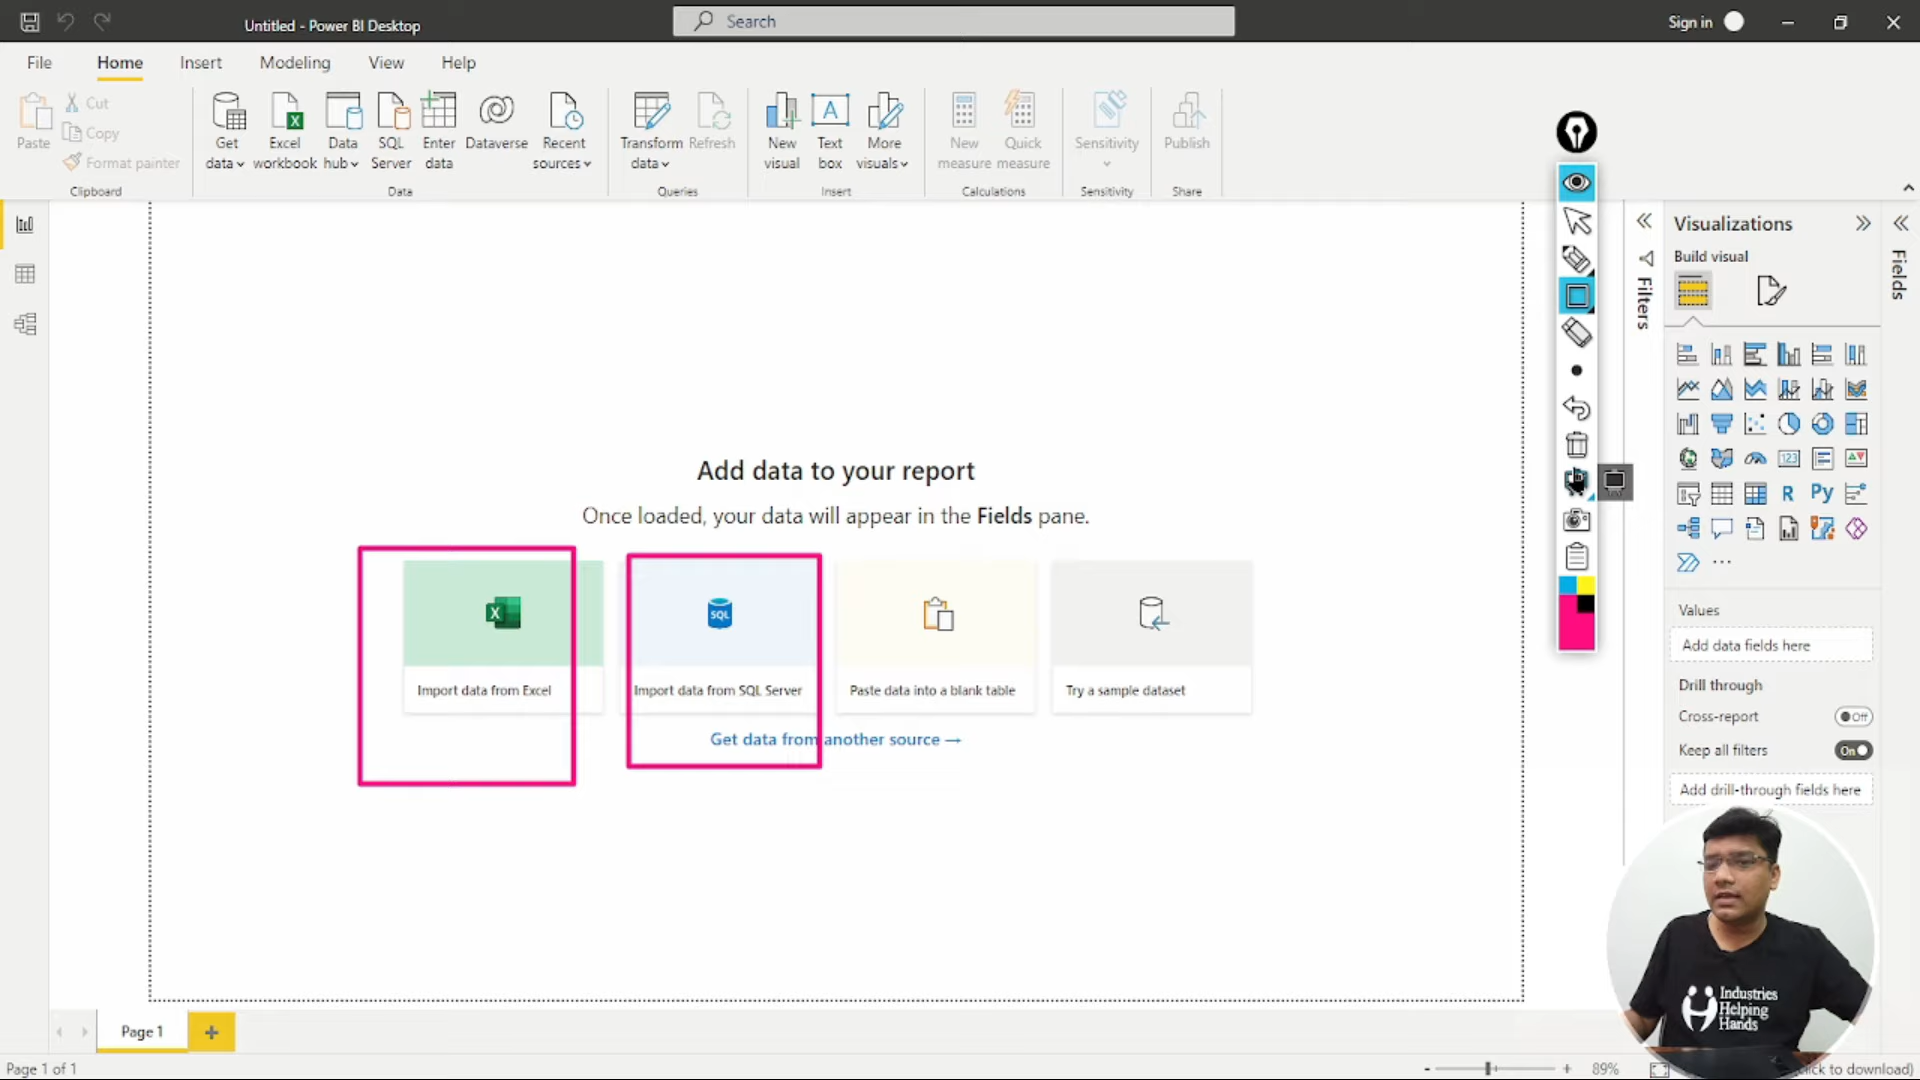 Untitled - Power BI Desktop
Search
Sign in
File Home Insert Modeling View Help
Paste
Cut
Copy
Format painter
Clipboard
Get data
Excel workbook
Data hub
SQL Server
Enter data
Dataverse
Recent sources
Data
Transform data
Refresh
Queries
New visual
Text box
More visuals
Insert
New measure
Quick measure
Calculations
Sensitivity
Sensitivity
Publish
Share
Filters
Visualizations
Build visual
Fields
123
R
Py
Values
Add data fields here
Drill through
Cross-report
Off
Keep all filters
On
Add drill-through fields here
Add data to your report
Once loaded, your data will appear in the Fields pane.
X
SQL
Import data from Excel
Import data from SQL Server
Paste data into a blank table
Try a sample dataset
Get data from another source →
Industries
Helping
Hands
Page 1
+
Page 1 of 1
- + 89%
click to download)